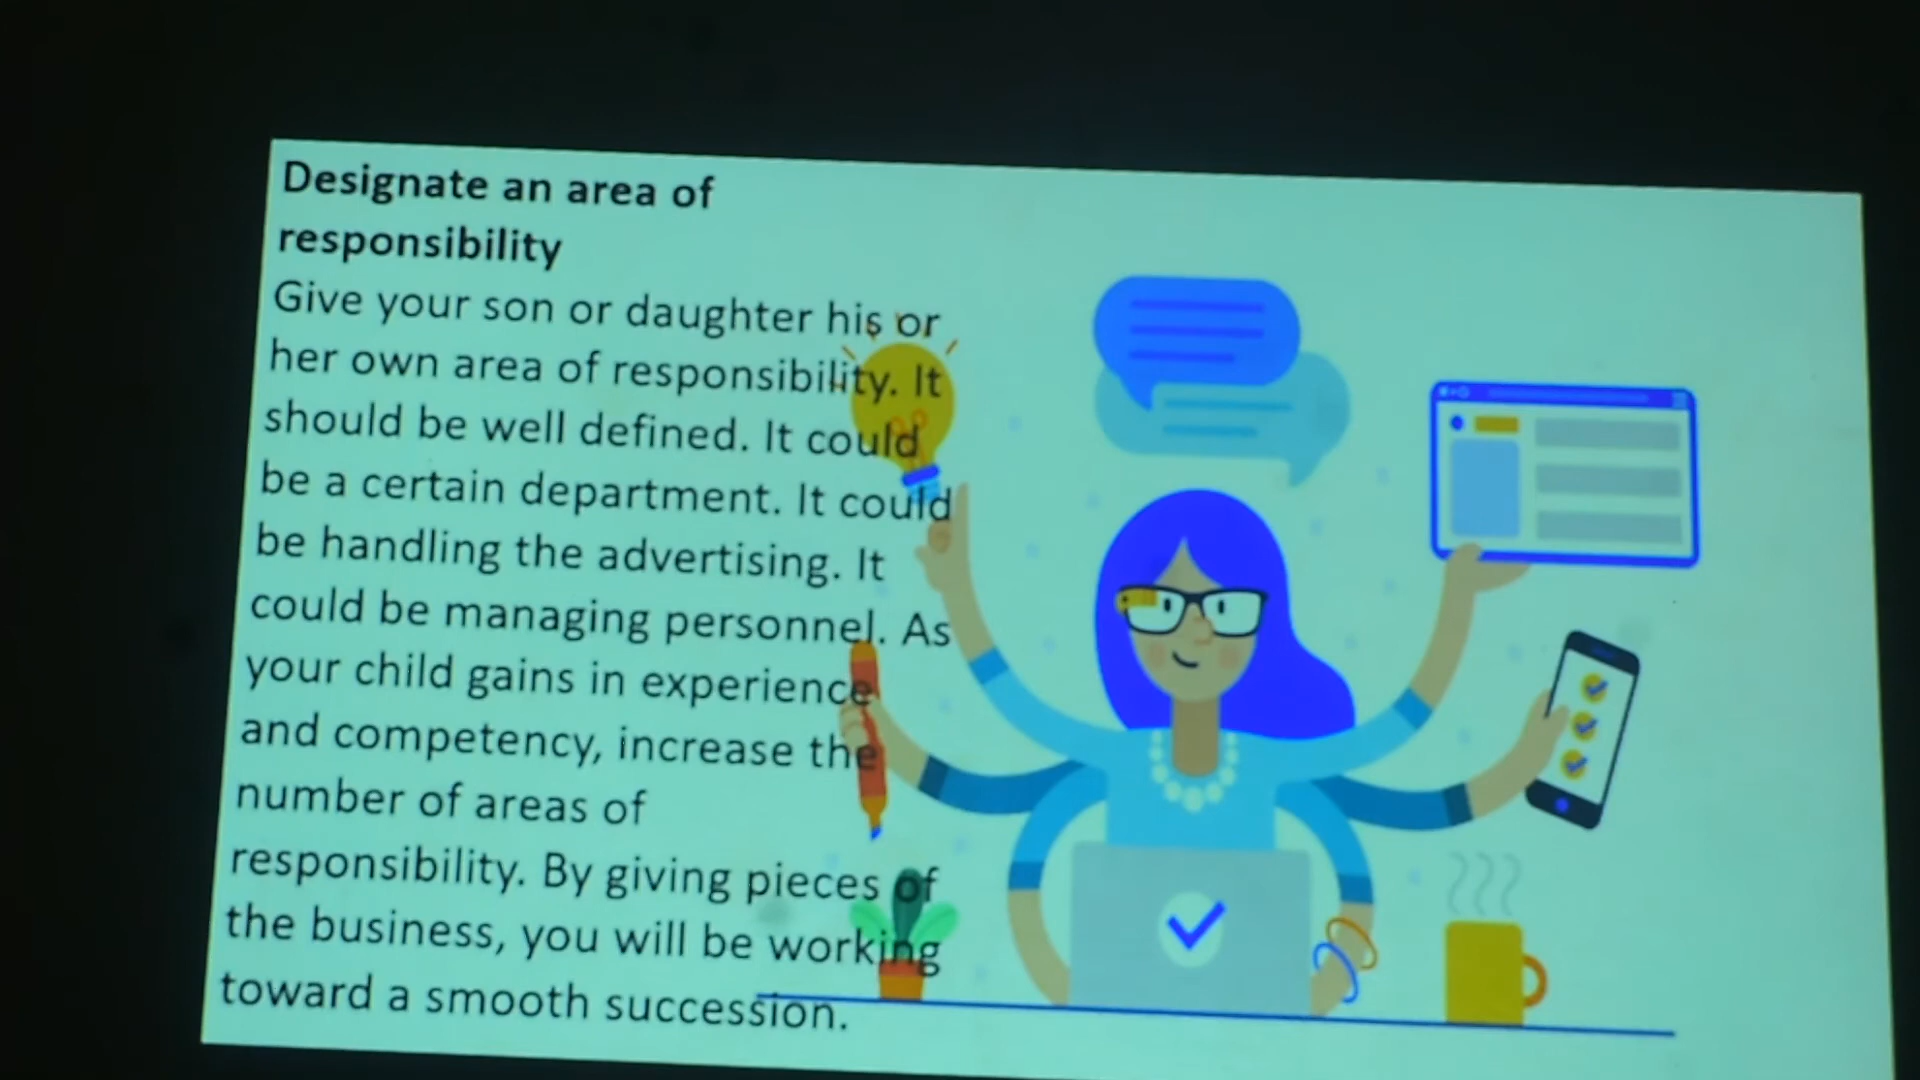 Designate an area of
responsibility
Give your son or daughter his or
her own area of responsibility. It
should be well defined. It could
be a certain department. It could
be handling the advertising. It
could be managing personnel. As
your child gains in experience
and competency, increase the
number of areas of
responsibility. By giving pieces of
the business, you will be working
toward a smooth succession.